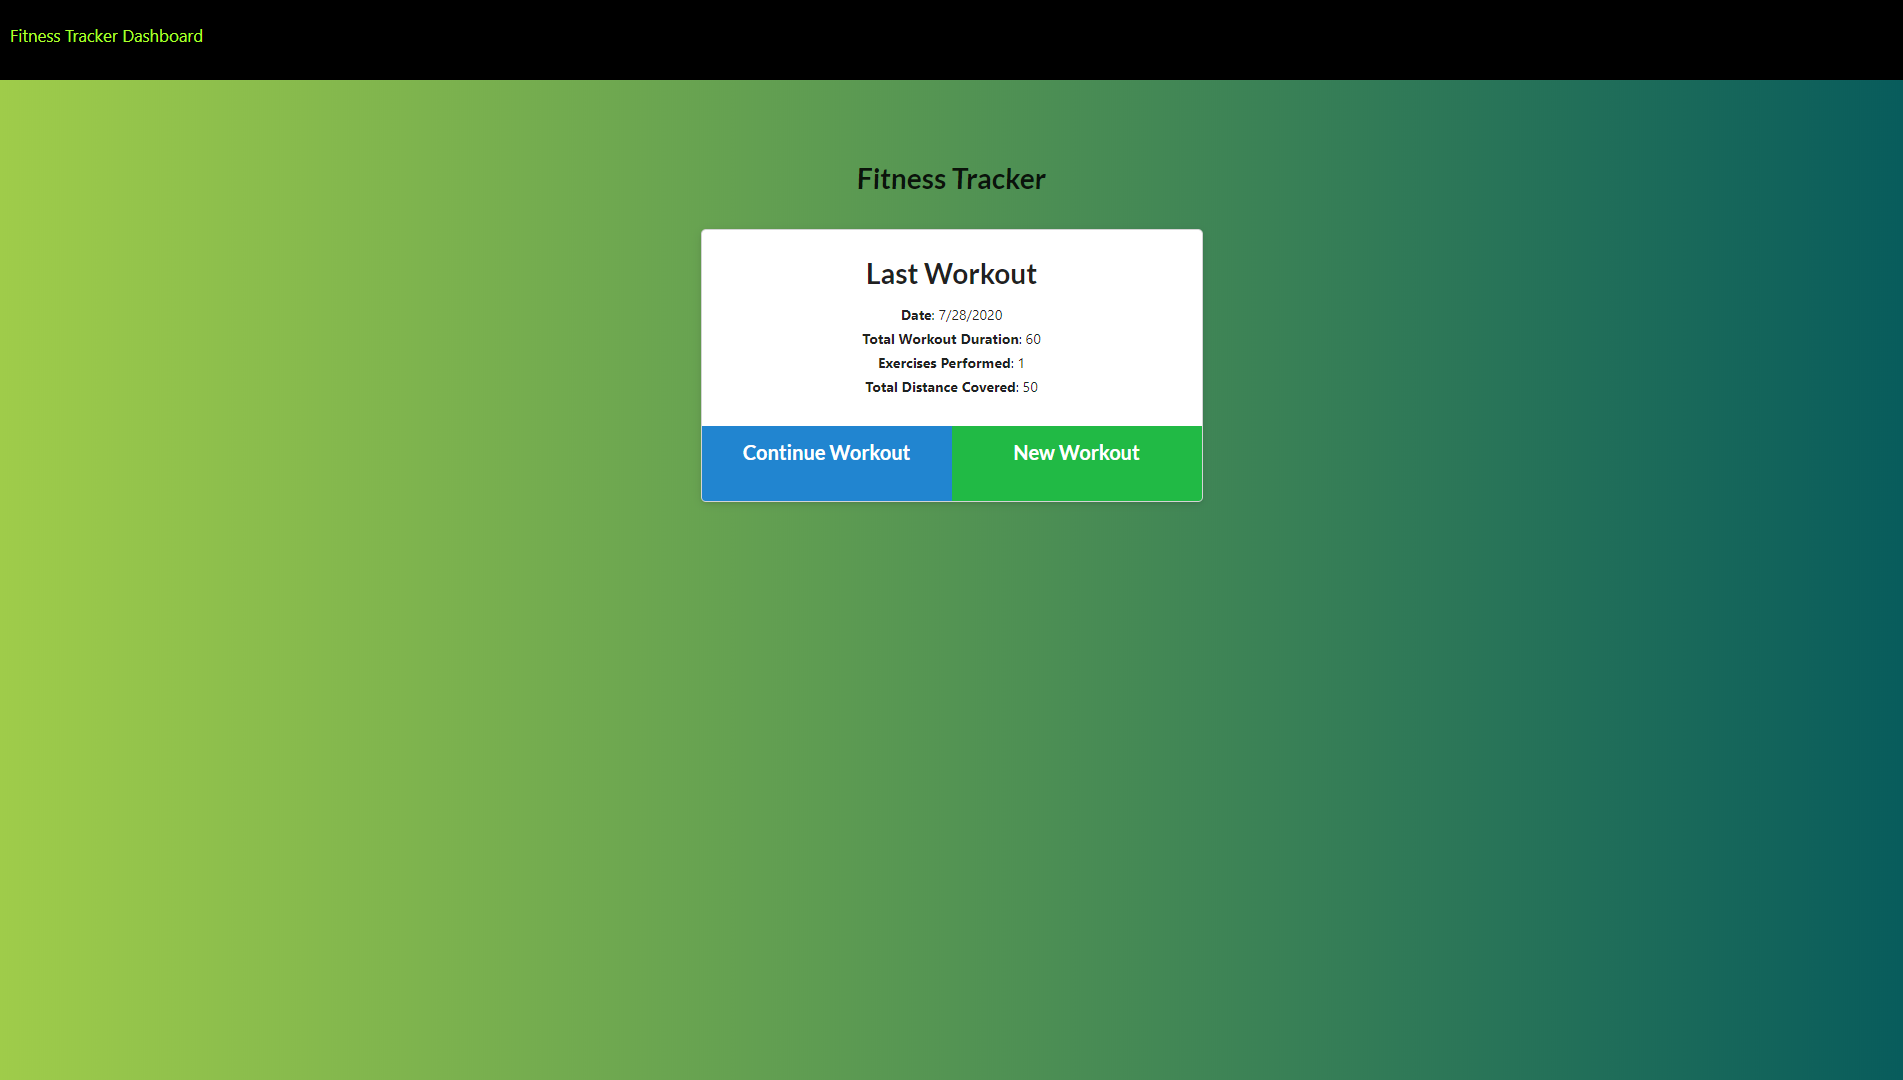 Fitness Tracker Dashboard
Fitness Tracker
Last Workout
Date: 7/28/2020
Total Workout Duration: 60
Exercises Performed: 1
Total Distance Covered: 50
Continue Workout New Workout